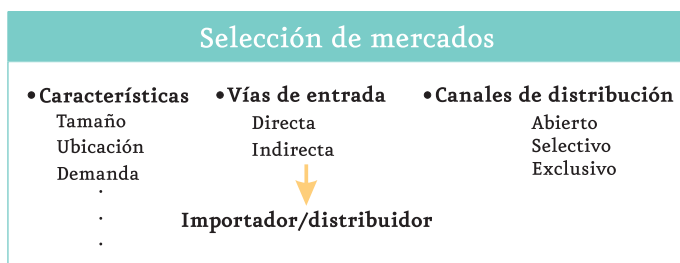 Selección de mercados
•Características
Tamaño
Ubicación
Demanda
.
.
.
•Vías de entrada
Directa
Indirecta
Importador/distribuidor
•Canales de distribución
Abierto
Selectivo
Exclusivo